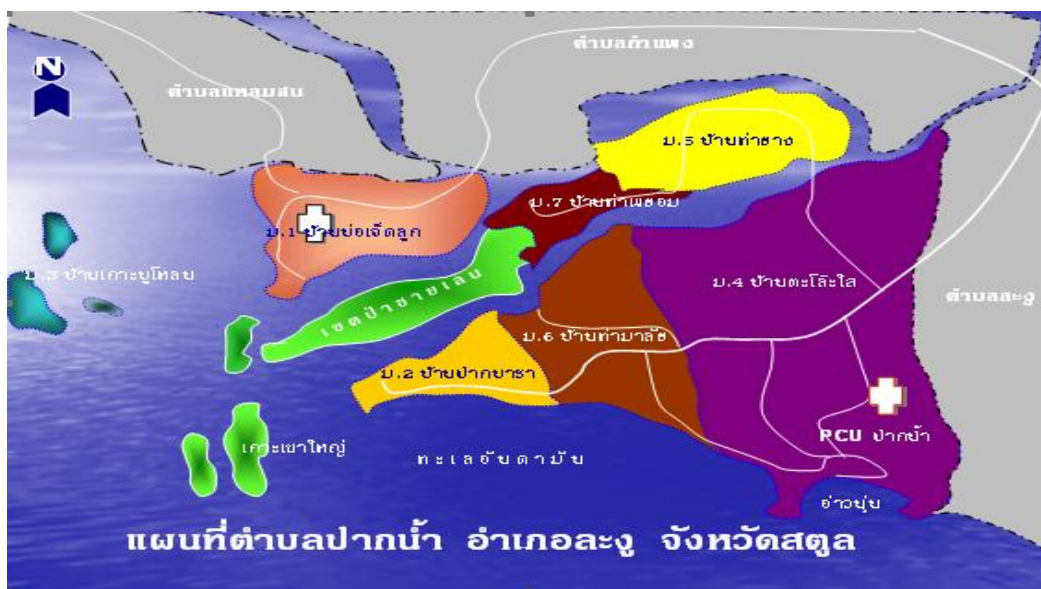 ตำบลกำแพง
N
ตำบลแหลมสน
ม.5 บ้านท่ายาง
ม.7 บ้านท่าพยอม
ม.1 บ้านบ่อเจ็ดลูก
ม.3 บ้านเกาะบูโหลน
ม.4 บ้านตะโล๊ะใส
ตำบลละงู
เขตป่าชายเลน
ม.6 บ้านท่ามาลัย
ม.2 บ้านปากบารา
PCU ปากน้ำ
เกาะเขาใหญ่
ทะเลอันดามัน
อ่าวนุ่น
แผนที่ตำบลปากน้ำ อำเภอละงู จังหวัดสตูล